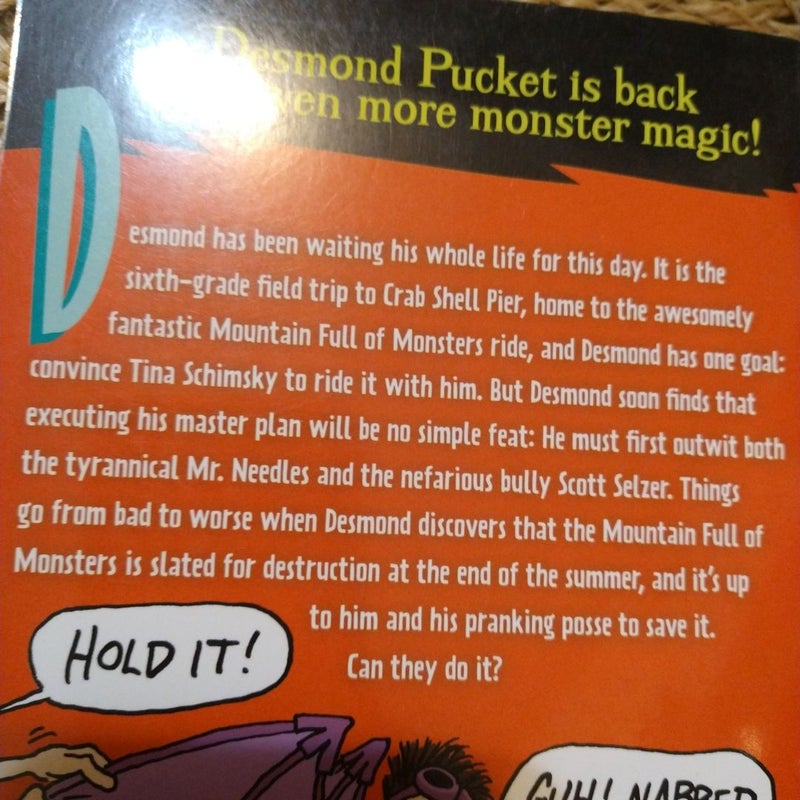 Desmond Pucket is back
even more monster magic!
Desmond has been waiting his whole life for this day. It is the
sixth-grade field trip to Crab Shell Pier, home to the awesomely
fantastic Mountain Full of Monsters ride, and Desmond has one goal:
convince Tina Schimsky to ride it with him. But Desmond soon finds that
executing his master plan will be no simple feat: He must first outwit both
the tyrannical Mr. Needles and the nefarious bully Scott Selzer. Things
go from bad to worse when Desmond discovers that the Mountain Full of
Monsters is slated for destruction at the end of the summer, and it's up
to him and his pranking posse to save it.
Can they do it?
HOLD IT!
GUH! NABBED